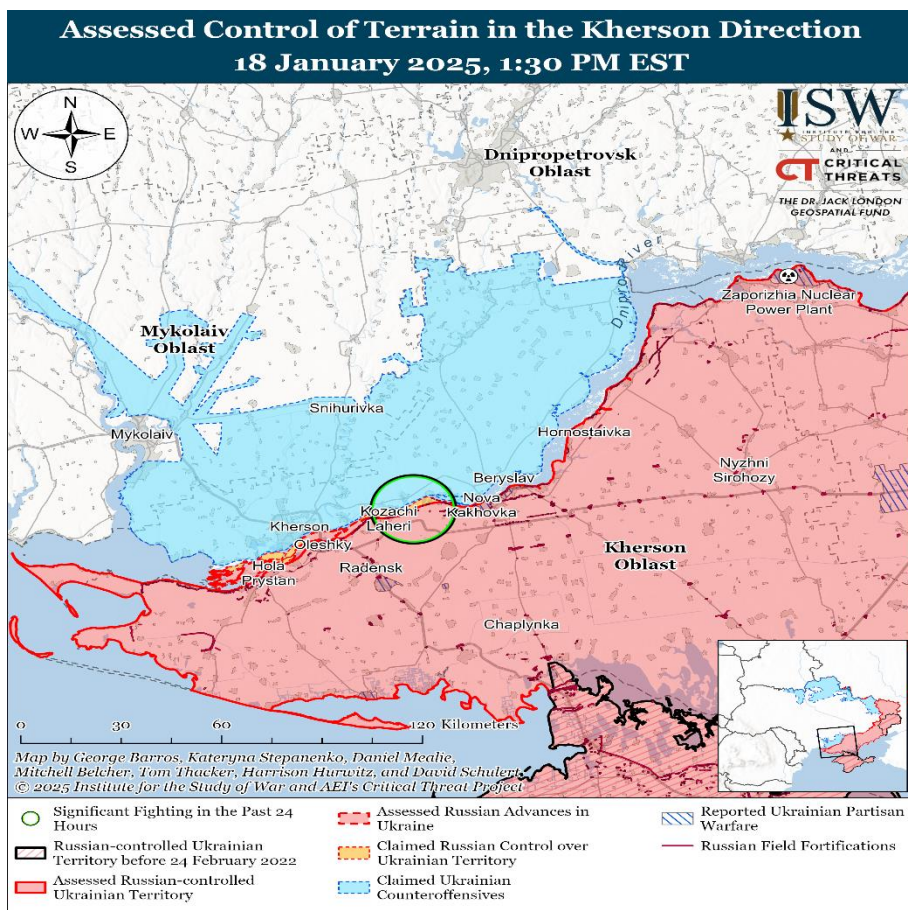 Assessed Control of Terrain in the Kherson Direction
18 January 2025, 1:30 PM EST
N
W E
S
ISW
INSTITUTE FOR THE
STUDY OF WAR
AND
CT CRITICAL
THREATS
THE DR. JACK LONDON
GEOSPATIAL FUND
Dnipropetrovsk
Oblast
Dnipro River
Zaporizhia Nuclear
Power Plant
Mykolaiv
Oblast
Snihurivka
Mykolaiv
Hornostaivka
Beryslav
Nyzhni
Sirohozy
Nova
Kakhovka
Kozachi
Laheri
Kherson
Oleshky
Hola
Prystan
Radensk
Kherson
Oblast
Chaplynka
0 30 60 120 Kilometers
Map by George Barros, Kateryna Stepanenko, Daniel Mealie,
Mitchell Belcher, Tom Thacker, Harrison Hurwitz, and David Schulert
© 2025 Institute for the Study of War and AEI's Critical Threat Project
Significant Fighting in the Past 24
Hours
Russian-controlled Ukrainian
Territory before 24 February 2022
Assessed Russian-controlled
Ukrainian Territory
Assessed Russian Advances in
Ukraine
Claimed Russian Control over
Ukrainian Territory
Claimed Ukrainian
Counteroffensives
Reported Ukrainian Partisan
Warfare
Russian Field Fortifications